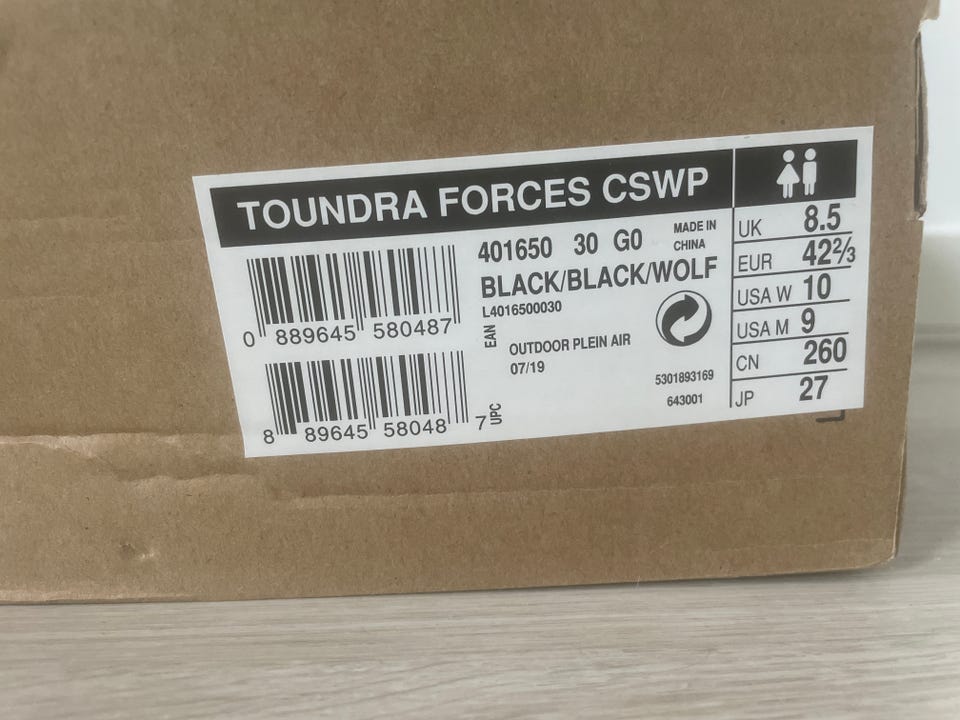 TOUNDRA FORCES CSWP
0 889645 580487
EAN
8 89645 58048 7
UPC
401650 30 G0
MADE IN
CHINA
BLACK/BLACK/WOLF
L4016500030
OUTDOOR PLEIN AIR
07/19
5301893169
643001
UK 8.5
EUR 42⅔
USA W 10
USA M 9
CN 260
JP 27